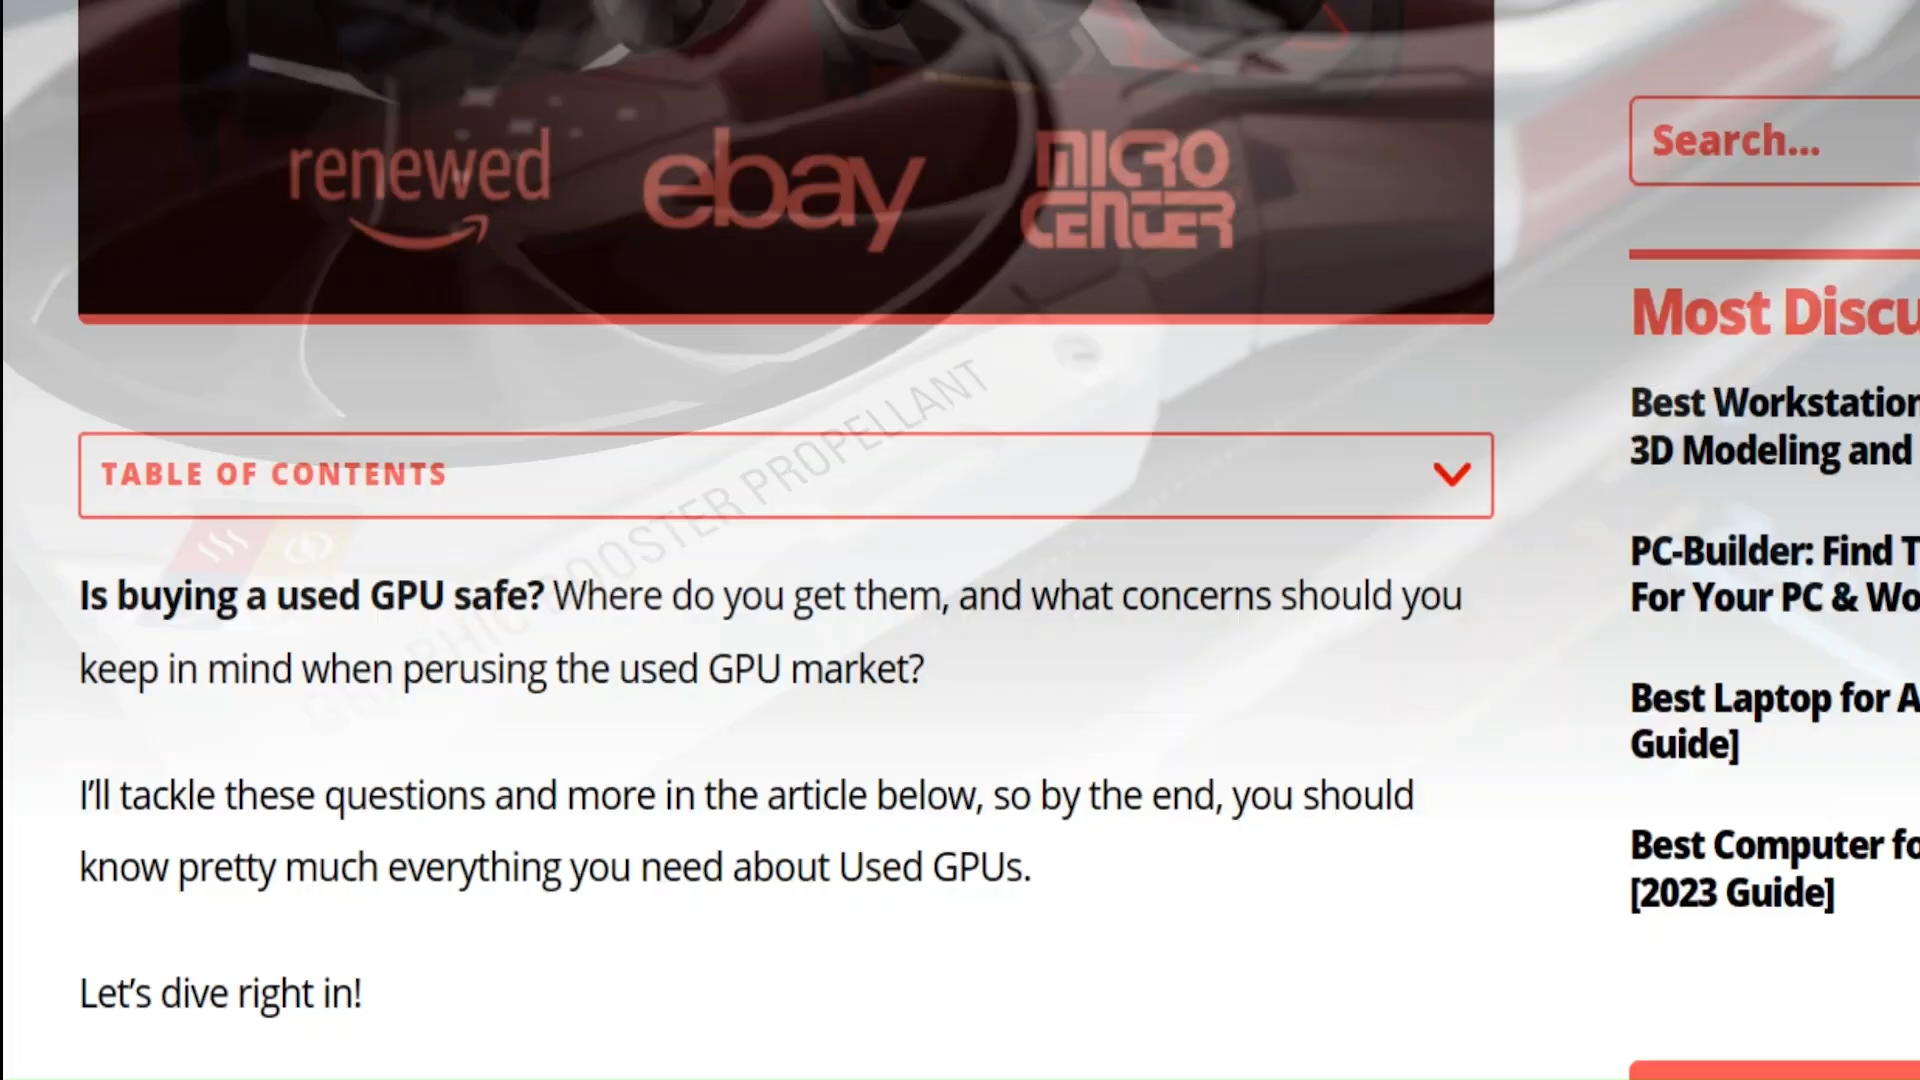 renewed
ebay
MICRO
CENTER
Search...
Most Discu
GRAPHIC BOOSTER PROPELLANT
TABLE OF CONTENTS
Is buying a used GPU safe? Where do you get them, and what concerns should you
keep in mind when perusing the used GPU market?
I'll tackle these questions and more in the article below, so by the end, you should
know pretty much everything you need about Used GPUs.
Let's dive right in!
Best Workstation
3D Modeling and
PC-Builder: Find T
For Your PC & Wo
Best Laptop for A
Guide]
Best Computer fo
[2023 Guide]